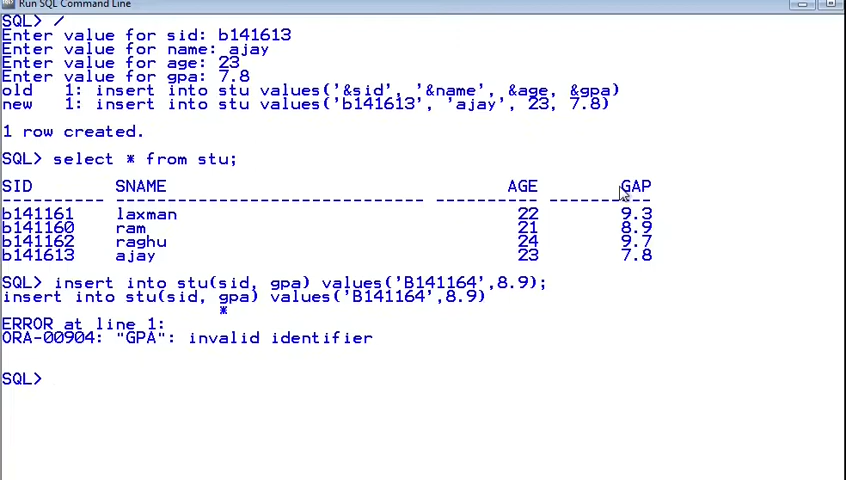 Run SQL Command Line
SQL> /
Enter value for sid: b141613
Enter value for name: ajay
Enter value for age: 23
Enter value for gpa: 7.8
old   1: insert into stu values('&sid', '&name', &age, &gpa)
new   1: insert into stu values('b141613', 'ajay', 23, 7.8)
1 row created.
SQL> select * from stu;
SID        SNAME                                 AGE        GAP
---------- ------------------------------ ---------- ----------
b141161    laxman                                 22        9.3
b141160    ram                                    21        8.9
b141162    raghu                                  24        9.7
b141613    ajay                                   23        7.8
SQL> insert into stu(sid, gpa) values('B141164',8.9);
insert into stu(sid, gpa) values('B141164',8.9)
                     *
ERROR at line 1:
ORA-00904: "GPA": invalid identifier
SQL>